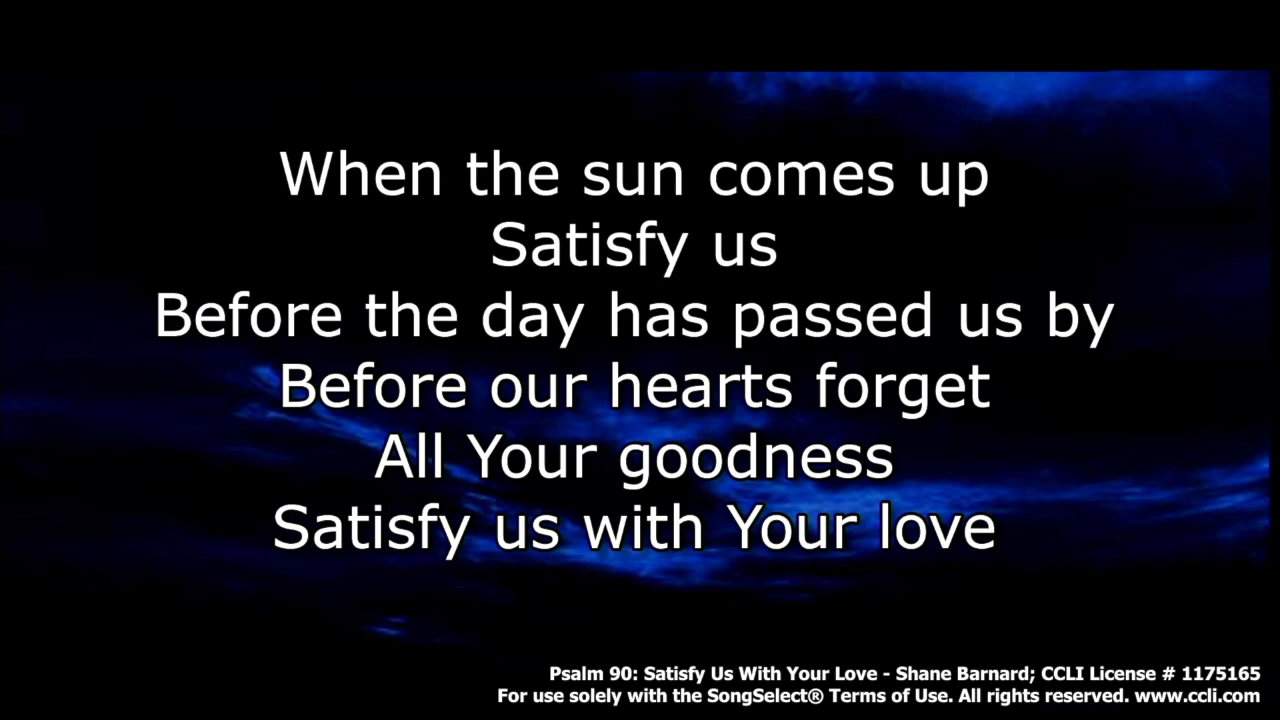 When the sun comes up
Satisfy us
Before the day has passed us by
Before our hearts forget
All Your goodness
Satisfy us with Your love
Psalm 90: Satisfy Us With Your Love - Shane Barnard; CCLI License # 1175165
For use solely with the SongSelect® Terms of Use. All rights reserved. www.ccli.com